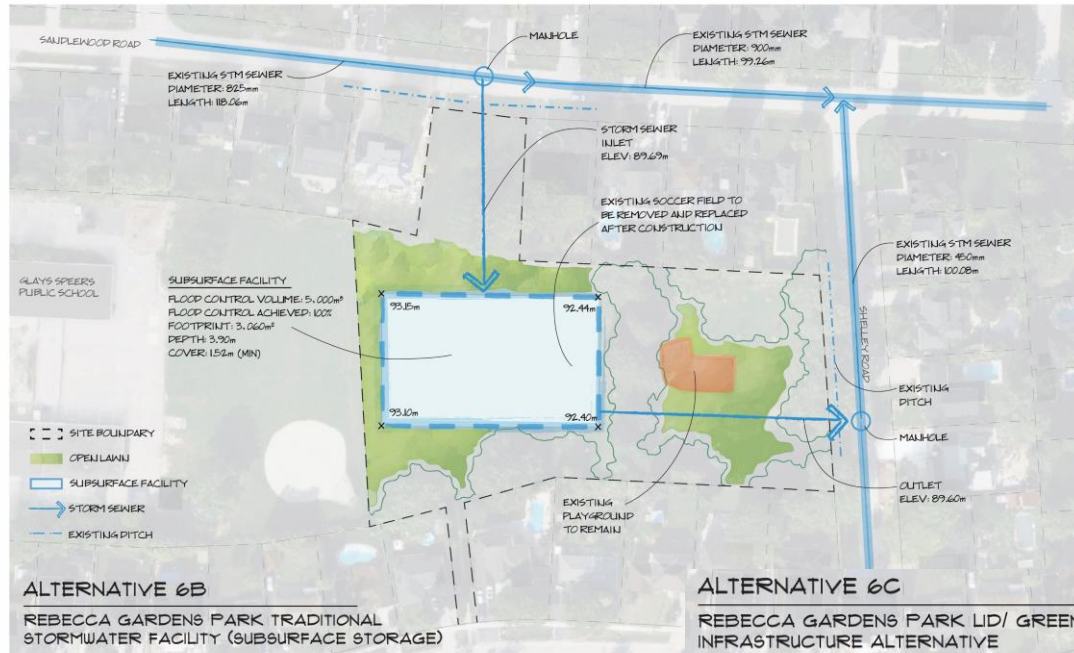 SANDLEWOOD ROAD
MANHOLE
EXISTING STM SEWER
DIAMETER: 900mm
LENGTH: 99.26m
EXISTING STM SEWER
DIAMETER: 825mm
LENGTH: 118.06m
STORM SEWER
INLET
ELEV: 89.69m
EXISTING SOCCER FIELD TO
BE REMOVED AND REPLACED
AFTER CONSTRUCTION
EXISTING STM SEWER
DIAMETER: 450mm
LENGTH: 100.08m
GLAYS SPEERS
PUBLIC SCHOOL
SUBSURFACE FACILITY
FLOOD CONTROL VOLUME: 5,000m³
FLOOD CONTROL ACHIEVED: 100%
FOOTPRINT: 3,060m²
DEPTH: 3.90m
COVER: 1.52m (MIN)
93.15m
92.44m
93.10m
92.40m
SHELLEY ROAD
EXISTING
DITCH
MANHOLE
OUTLET
ELEV: 89.60m
EXISTING
PLAYGROUND
TO REMAIN
SITE BOUNDARY
OPEN LAWN
SUBSURFACE FACILITY
STORM SEWER
EXISTING DITCH
ALTERNATIVE 6B
REBECCA GARDENS PARK TRADITIONAL
STORMWATER FACILITY (SUBSURFACE STORAGE)
ALTERNATIVE 6C
REBECCA GARDENS PARK LID/ GREEN
INFRASTRUCTURE ALTERNATIVE